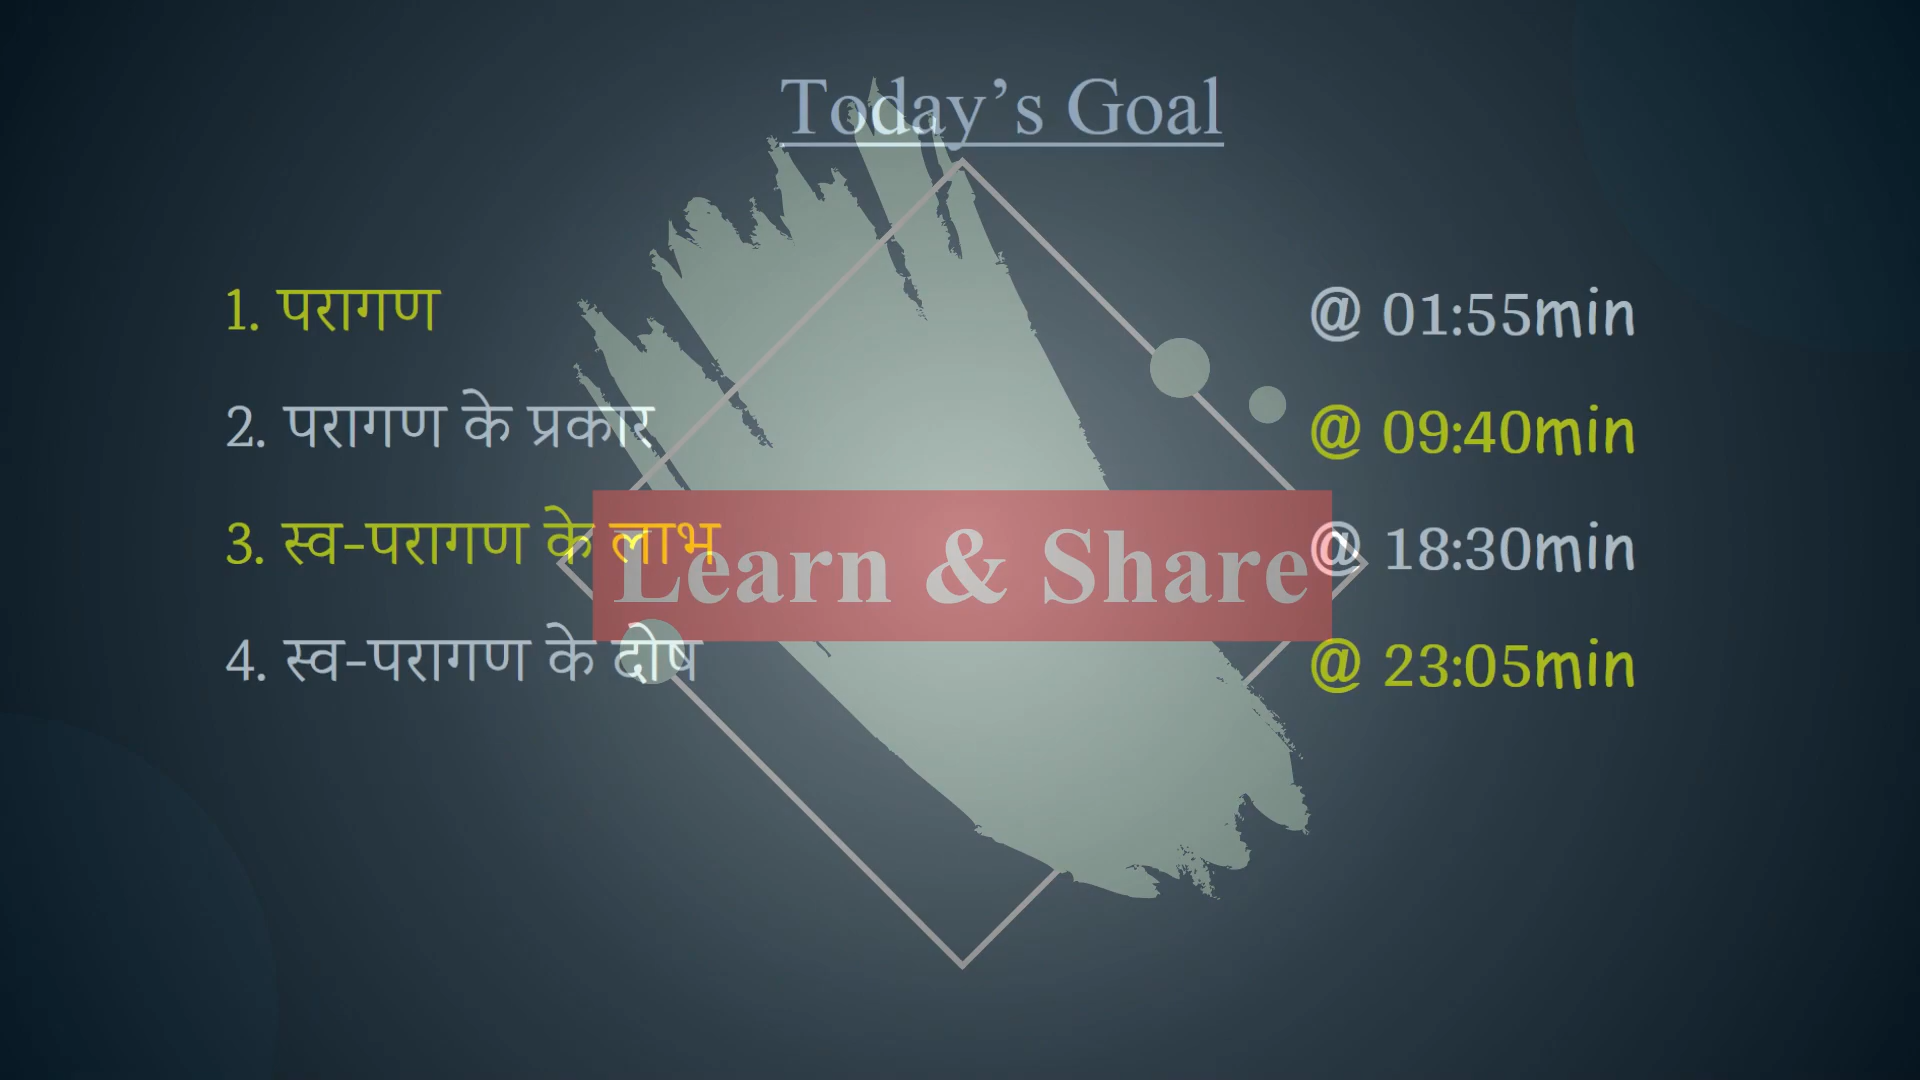 Today’s Goal
1. परागण @ 01:55min
2. परागण के प्रकार @ 09:40min
3. स्व-परागण के लाभ @ 18:30min
Learn & Share
4. स्व-परागण के दोष @ 23:05min